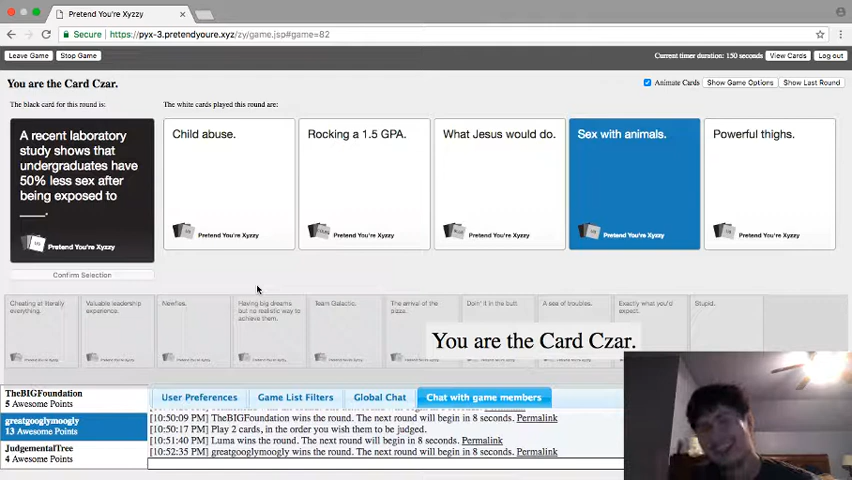 Pretend You're Xyzzy
Secure | https://pyx-3.pretendyoure.xyz/zy/game.jsp#game=82
Leave Game Stop Game Current timer duration: 150 seconds View Cards Log out
You are the Card Czar.
Animate Cards Show Game Options Show Last Round
The black card for this round is: The white cards played this round are:
A recent laboratory
study shows that
undergraduates have
50% less sex after
being exposed to
____.
Pretend You're Xyzzy
Child abuse.
Pretend You're Xyzzy
Rocking a 1.5 GPA.
Pretend You're Xyzzy
What Jesus would do.
Pretend You're Xyzzy
Sex with animals.
Pretend You're Xyzzy
Powerful thighs.
Pretend You're Xyzzy
Confirm Selection
Cheating at literally
everything.
Valuable leadership
experience.
Newfies.
Having big dreams
but no realistic way to
achieve them.
Team Galactic.
The arrival of the
pizza.
Doin' it in the butt.
A sea of troubles.
Exactly what you'd
expect.
Stupid.
You are the Card Czar.
TheBIGFoundation
5 Awesome Points
greatgooglymoogly
13 Awesome Points
JudgementalTree
4 Awesome Points
User Preferences Game List Filters Global Chat Chat with game members
[10:50:09 PM] TheBIGFoundation wins the round. The next round will begin in 8 seconds. Permalink
[10:50:17 PM] Play 2 cards, in the order you wish them to be judged.
[10:51:40 PM] Luma wins the round. The next round will begin in 8 seconds. Permalink
[10:52:35 PM] greatgooglymoogly wins the round. The next round will begin in 8 seconds. Permalink